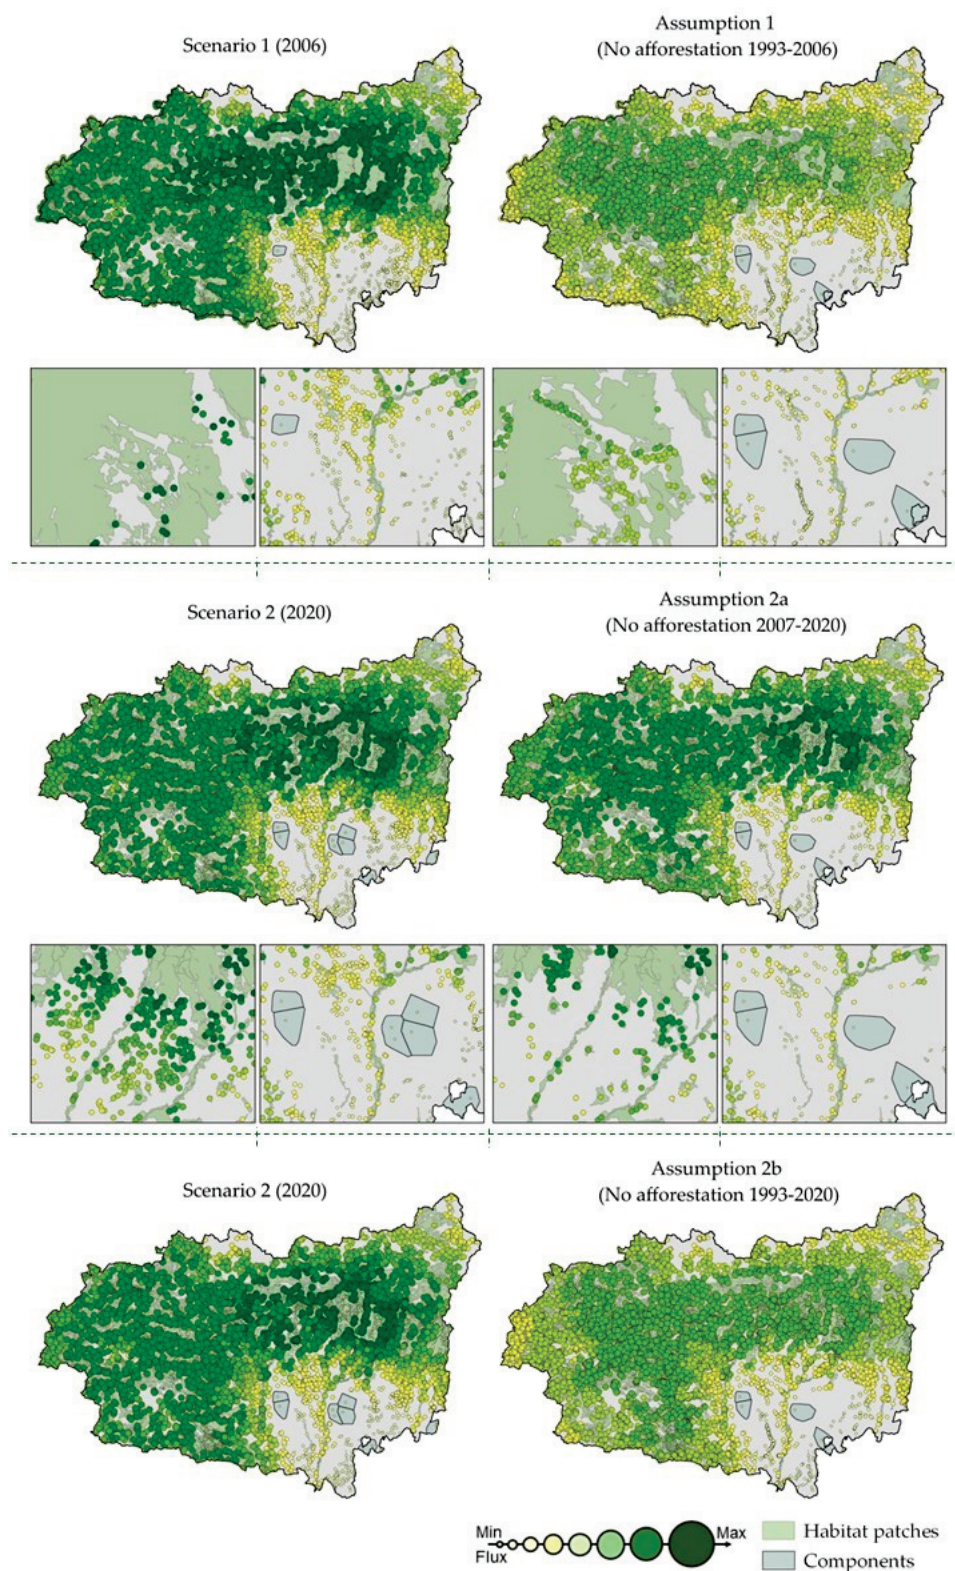 Scenario 1 (2006)
Assumption 1
(No afforestation 1993-2006)
Scenario 2 (2020)
Assumption 2a
(No afforestation 2007-2020)
Scenario 2 (2020)
Assumption 2b
(No afforestation 1993-2020)
Min
Max
Flux
Habitat patches
Components